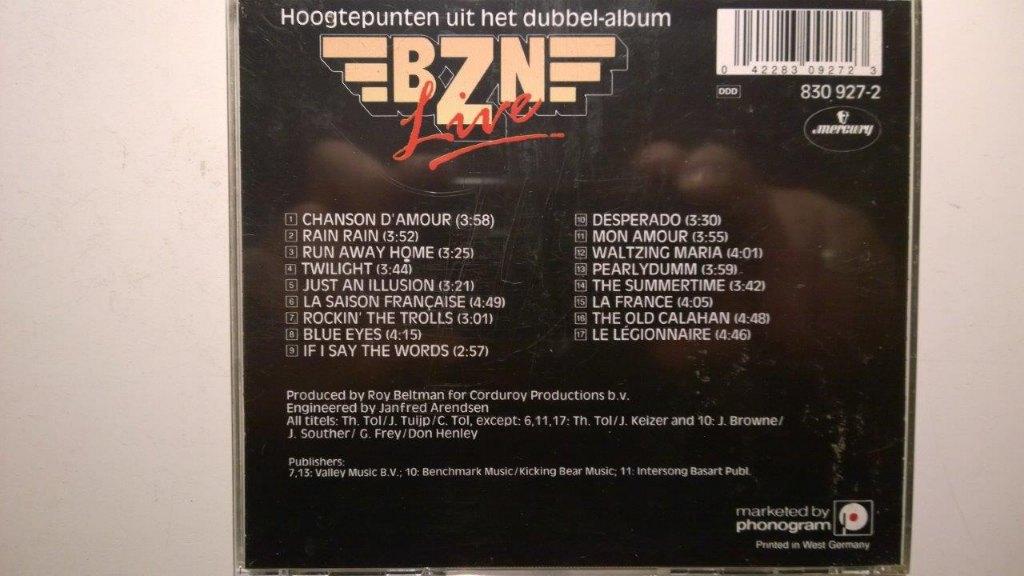 Hoogtepunten uit het dubbel-album
BZN
Live
0 42283 09272 3
DDD
830 927-2
mercury
1 CHANSON D'AMOUR (3:58)
2 RAIN RAIN (3:52)
3 RUN AWAY HOME (3:25)
4 TWILIGHT (3:44)
5 JUST AN ILLUSION (3:21)
6 LA SAISON FRANÇAISE (4:49)
7 ROCKIN' THE TROLLS (3:01)
8 BLUE EYES (4:15)
9 IF I SAY THE WORDS (2:57)
10 DESPERADO (3:30)
11 MON AMOUR (3:55)
12 WALTZING MARIA (4:01)
13 PEARLYDUMM (3:59)
14 THE SUMMERTIME (3:42)
15 LA FRANCE (4:05)
16 THE OLD CALAHAN (4:48)
17 LE LÉGIONNAIRE (4:46)
Produced by Roy Beltman for Corduroy Productions b.v.
Engineered by Janfred Arendsen
All titels: Th. Tol/J. Tuijp/C. Tol, except: 6,11,17: Th. Tol/J. Keizer and 10: J. Browne/
J. Souther/ G. Frey/Don Henley
Publishers:
7,13: Valley Music B.V.; 10: Benchmark Music/Kicking Bear Music; 11: Intersong Basart Publ.
marketed by
phonogram
Printed in West Germany